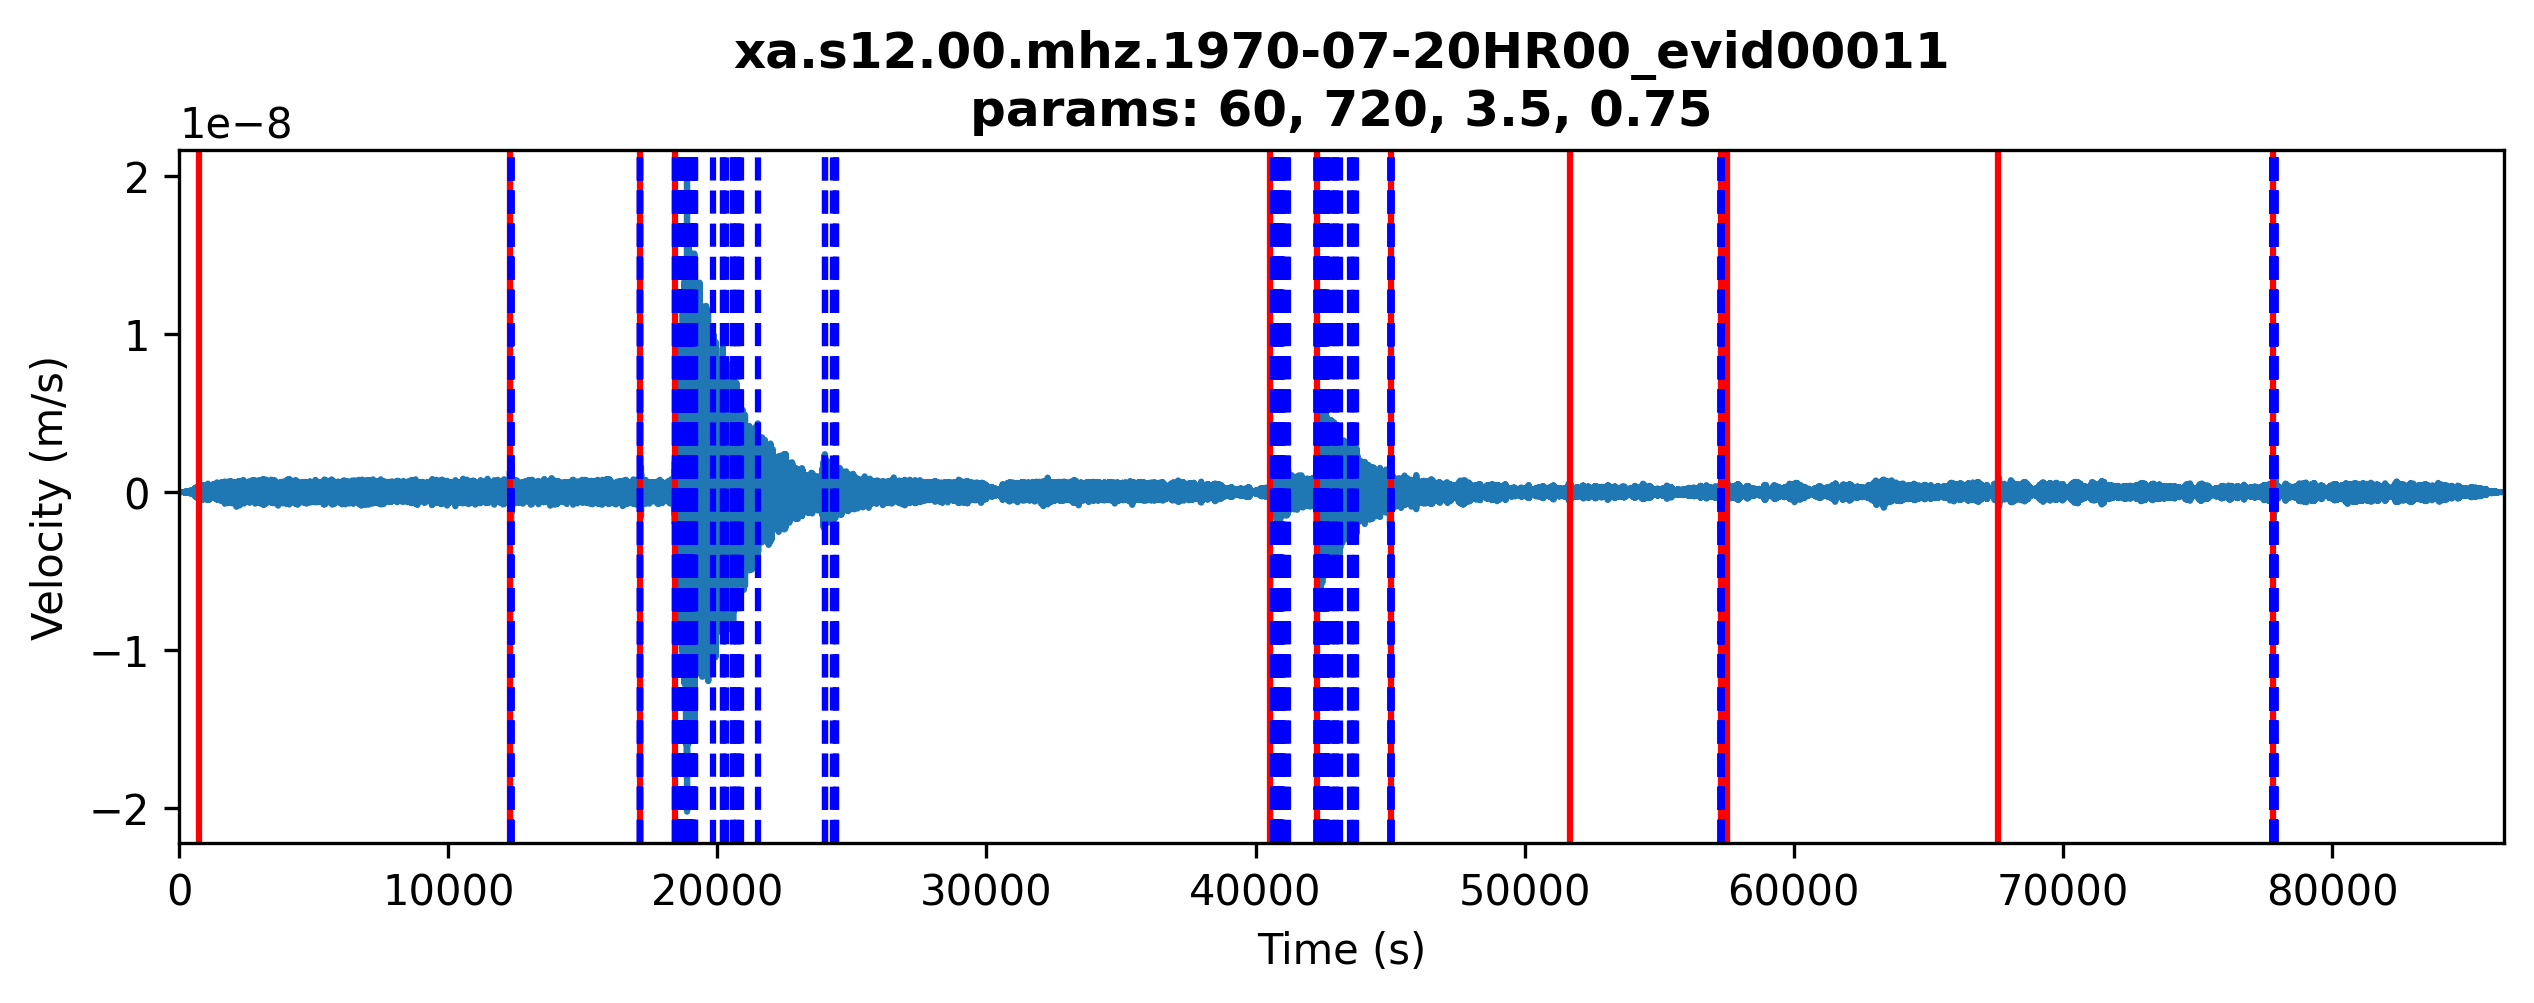 xa.s12.00.mhz.1970-07-20HR00_evid00011
params: 60, 720, 3.5, 0.75
1e−8
2
1
0
−1
−2
Velocity (m/s)
0 10000 20000 30000 40000 50000 60000 70000 80000
Time (s)